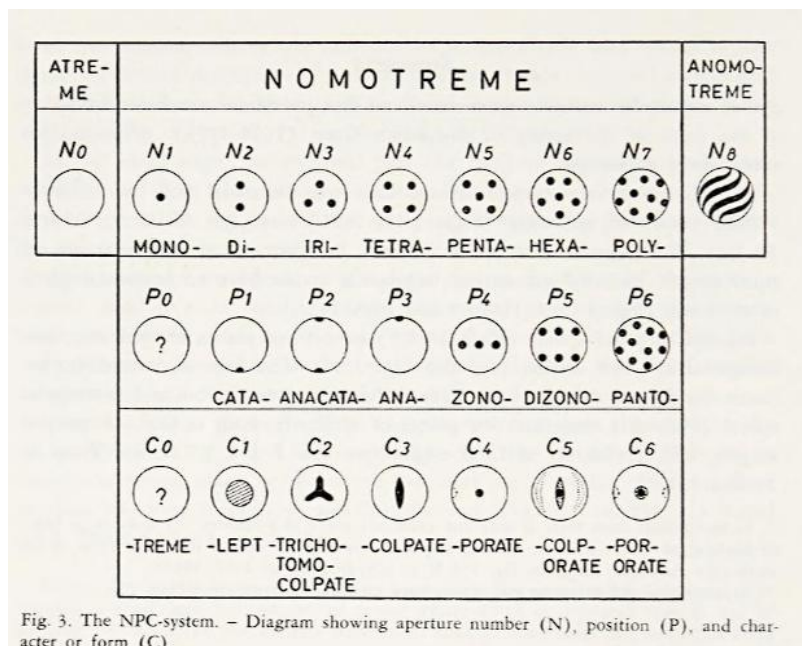 ATRE-
ME
NOMOTREME
ANOMO-
TREME
N0 N1 N2 N3 N4 N5 N6 N7 N8
MONO- Di- IRI- TETRA- PENTA- HEXA- POLY-
P0 P1 P2 P3 P4 P5 P6
?
CATA- ANACATA- ANA- ZONO- DIZONO- PANTO-
C0 C1 C2 C3 C4 C5 C6
?
-TREME -LEPT -TRICHO- -COLPATE -PORATE -COLP- -POR-
TOMO- ORATE ORATE
COLPATE
Fig. 3. The NPC-system. – Diagram showing aperture number (N), position (P), and char-
acter or form (C)